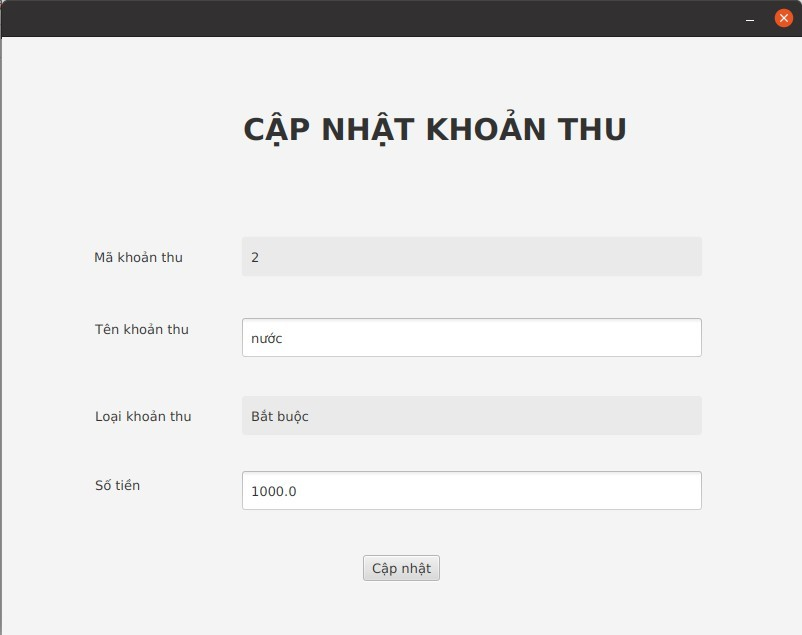 CẬP NHẬT KHOẢN THU
Mã khoản thu 2
Tên khoản thu nước
Loại khoản thu Bắt buộc
Số tiền 1000.0
Cập nhật